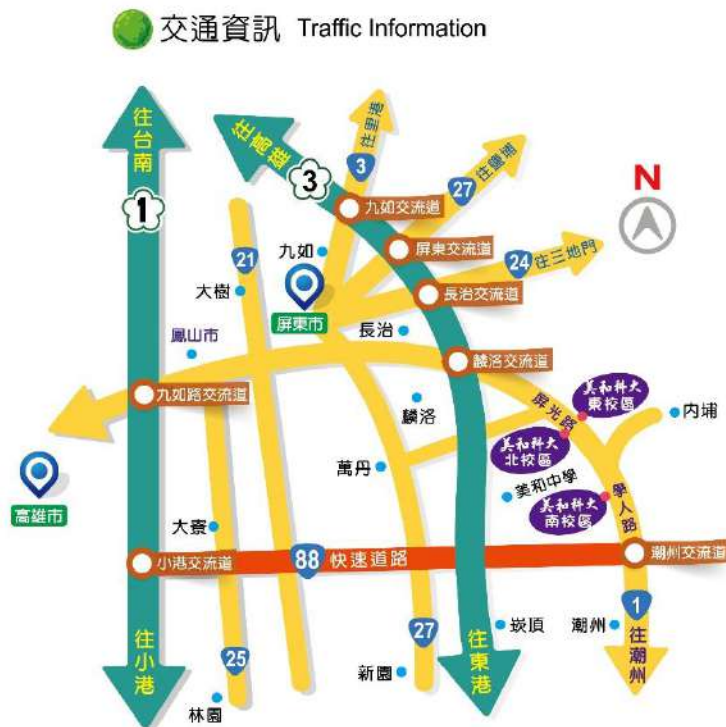 交通資訊 Traffic Information
往台南
往高雄
往里港
往鹽埔
N
1
3
3
27
九如交流道
屏東交流道
九如
24
往三地門
21
大樹
長治交流道
屏東市
長治
鳳山市
麟洛交流道
九如路交流道
麟洛
屏光路
美和科大
東校區
內埔
美和科大
北校區
萬丹
美和中學
美和科大
南校區
學人路
高雄市
大寮
小港交流道
88
快速道路
潮州交流道
1
往小港
25
27
往東港
崁頂
潮州
往潮州
新園
林園